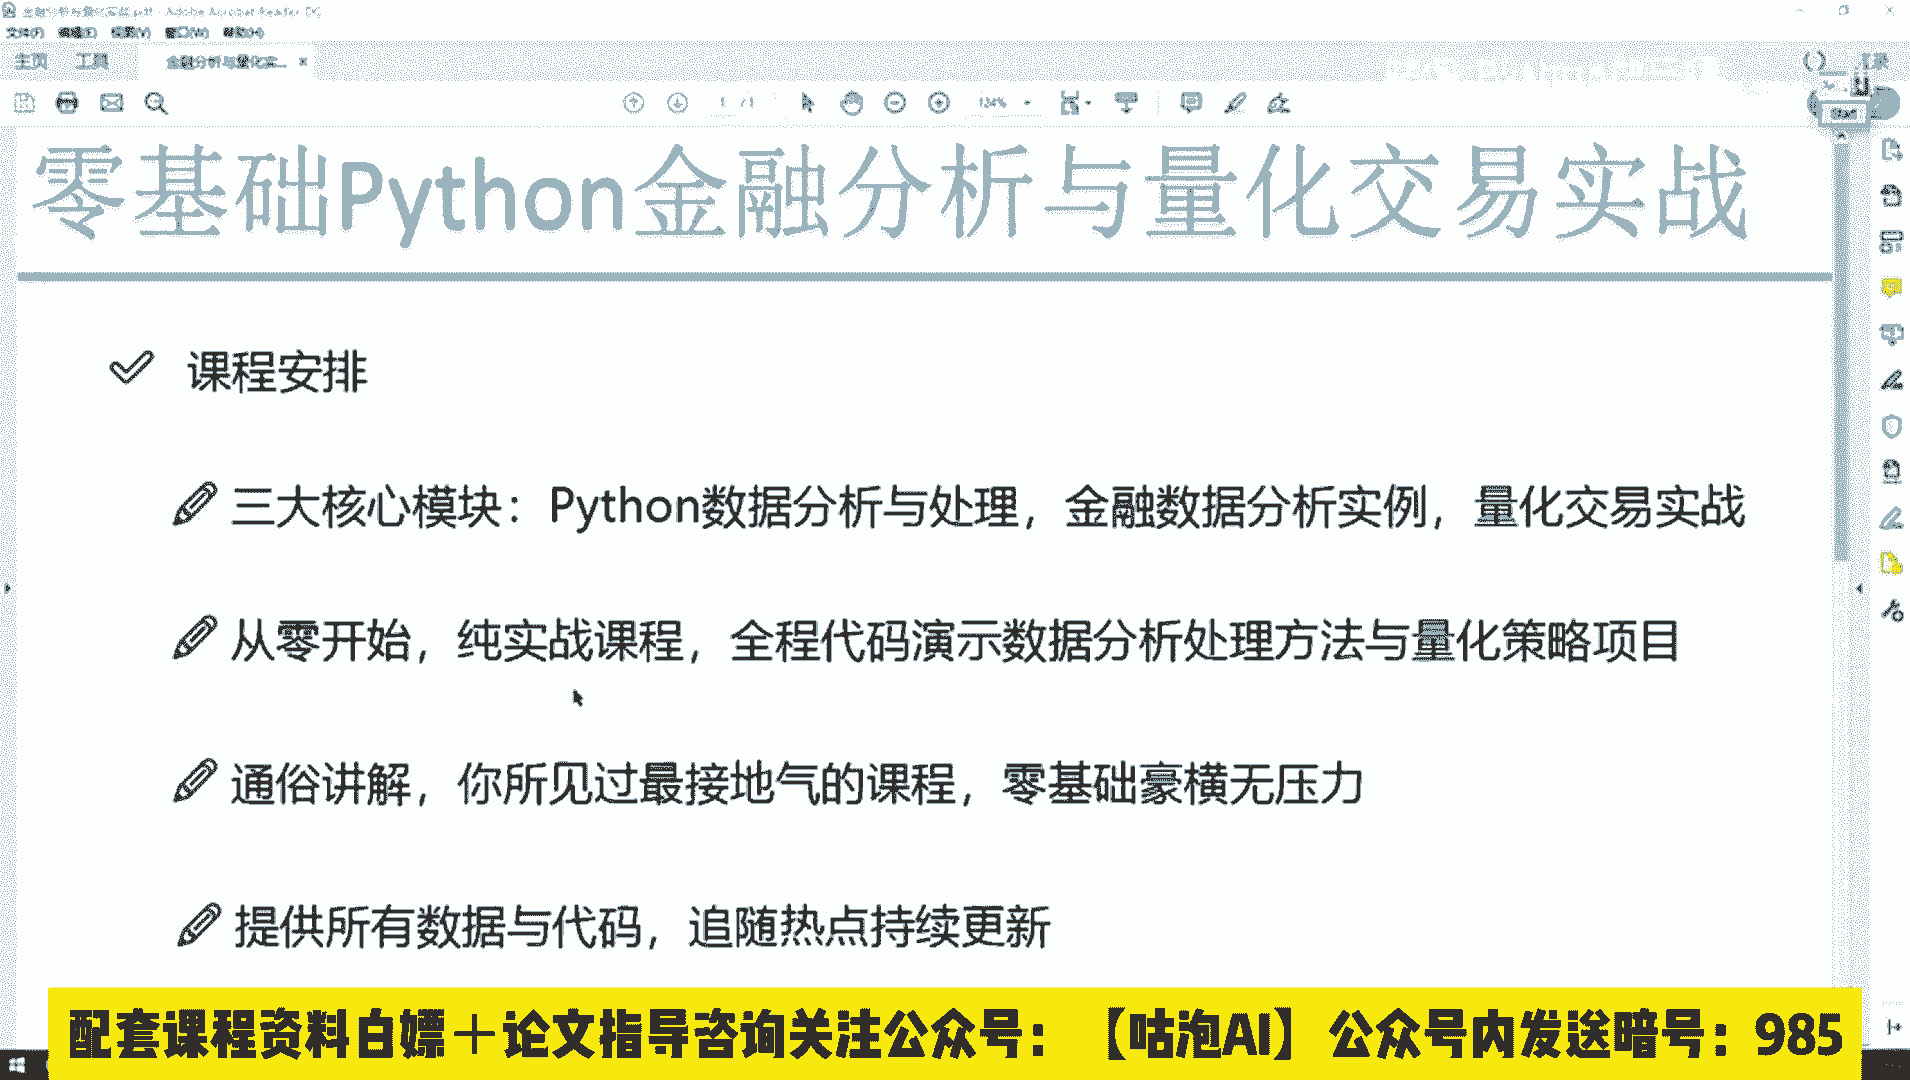 主页 工具
零基础Python金融分析与量化交易实战
课程安排
三大核心模块：Python数据分析与处理，金融数据分析实例，量化交易实战
从零开始，纯实战课程，全程代码演示数据分析处理方法与量化策略项目
通俗讲解，你所见过最接地气的课程，零基础豪横无压力
提供所有数据与代码，追随热点持续更新
配套课程资料白嫖＋论文指导咨询关注公众号：【咕泡AI】公众号内发送暗号：985